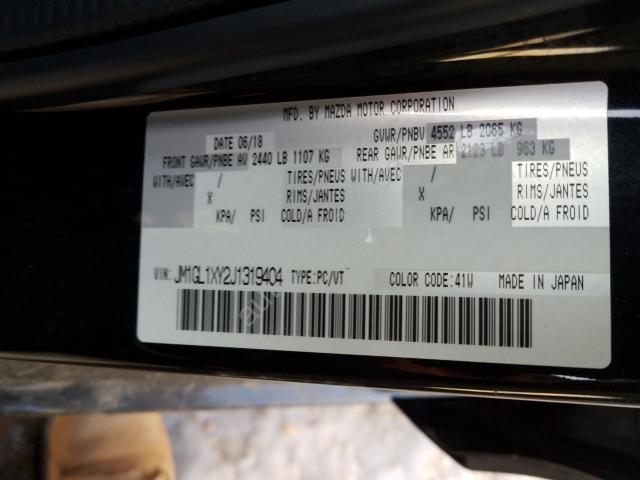 MFD. BY MAZDA MOTOR CORPORATION
DATE 06/18 GVWR/PNBV 4552 LB 2065 KG
FRONT GAWR/PNBE AV 2440 LB 1107 KG REAR GAWR/PNBE AR 2123 LB 963 KG
WITH/AVEC / TIRES/PNEUS WITH/AVEC / TIRES/PNEUS
X RIMS/JANTES X RIMS/JANTES
KPA/ PSI COLD/A FROID KPA/ PSI COLD/A FROID
VIN: JM1GL1XY2J1319404 TYPE:PC/VT COLOR CODE:41W MADE IN JAPAN